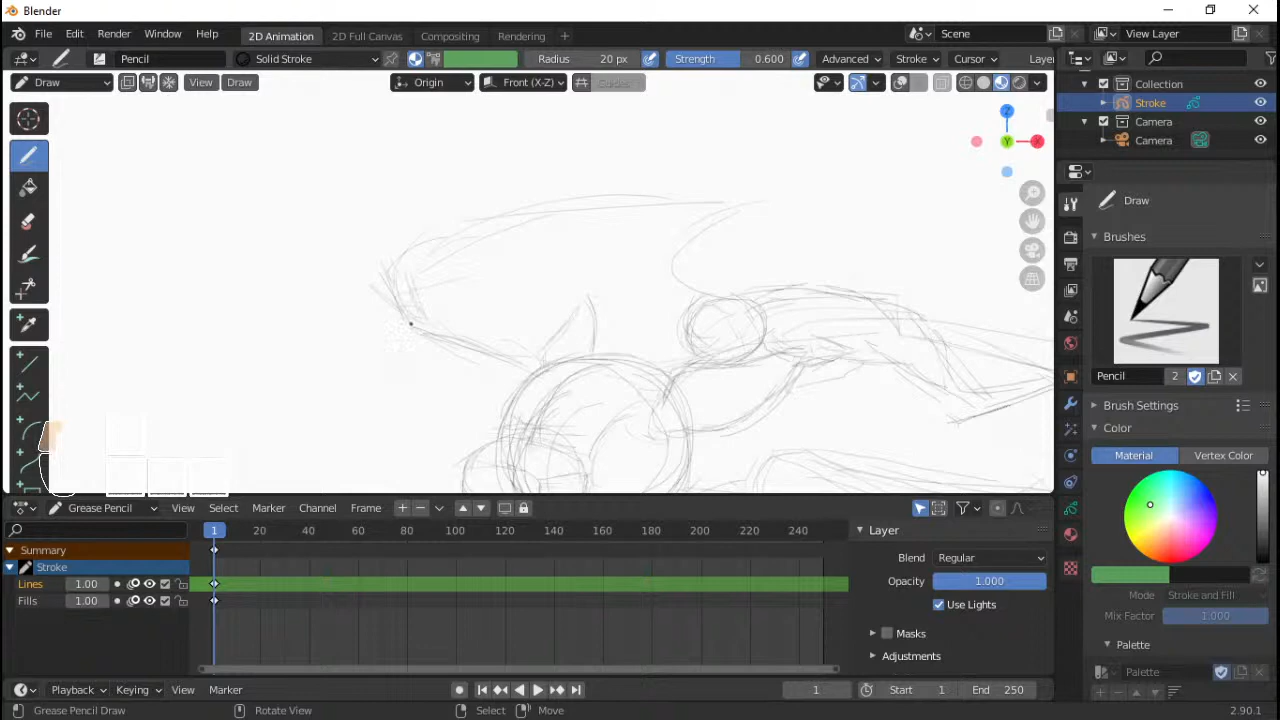 Blender
File Edit Render Window Help 2D Animation 2D Full Canvas Compositing Rendering Scene View Layer
Pencil Solid Stroke Radius 20 px Strength 0.600 Advanced Stroke Cursor Layer
Draw View Draw Origin Front (X-Z) Guides
Collection
Stroke
Camera
Camera
Z
Y X
Draw
Brushes
Pencil 2
Brush Settings
Color
Material Vertex Color
Mode Stroke and Fill
Mix Factor 1.000
Palette
Palette
Grease Pencil View Select Marker Channel Frame
1 20 40 60 80 100 120 140 160 180 200 220 240
Summary
Stroke
Lines 1.00
Fills 1.00
Layer
Blend Regular
Opacity 1.000
Use Lights
Masks
Adjustments
Playback Keying View Marker 1 Start 1 End 250
Grease Pencil Draw Rotate View Select Move 2.90.1